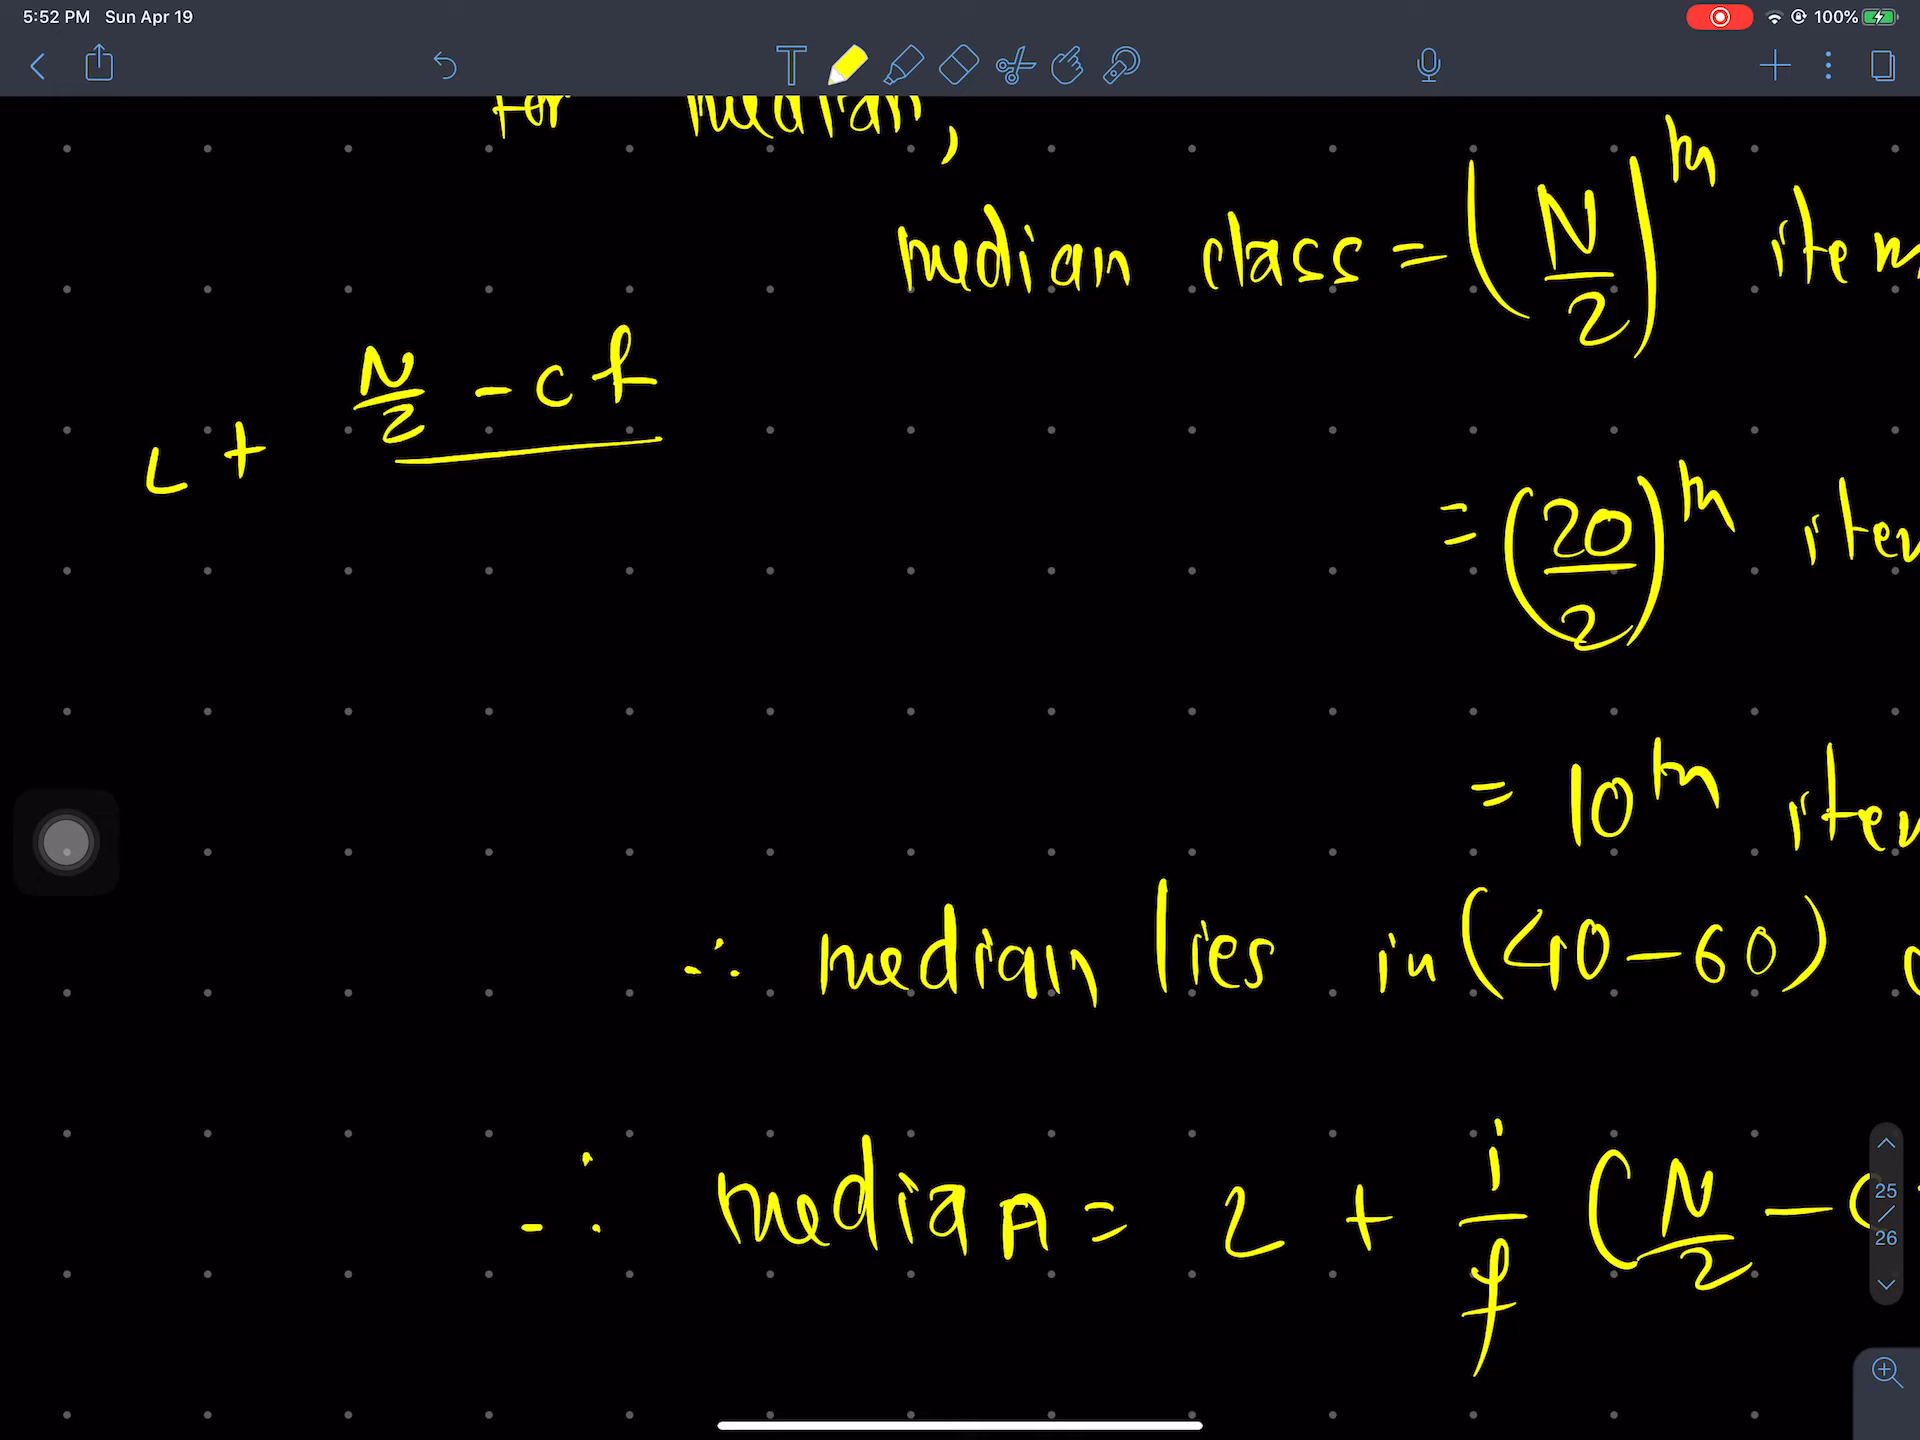 5:52 PM Sun Apr 19 100%
for median,
median class = (N/2)th item
L + N/2 - cf
= (20/2)th item
= 10th item
∴ median lies in (40-60)
∴ median = L + i/f (N/2 - c
25
/
26